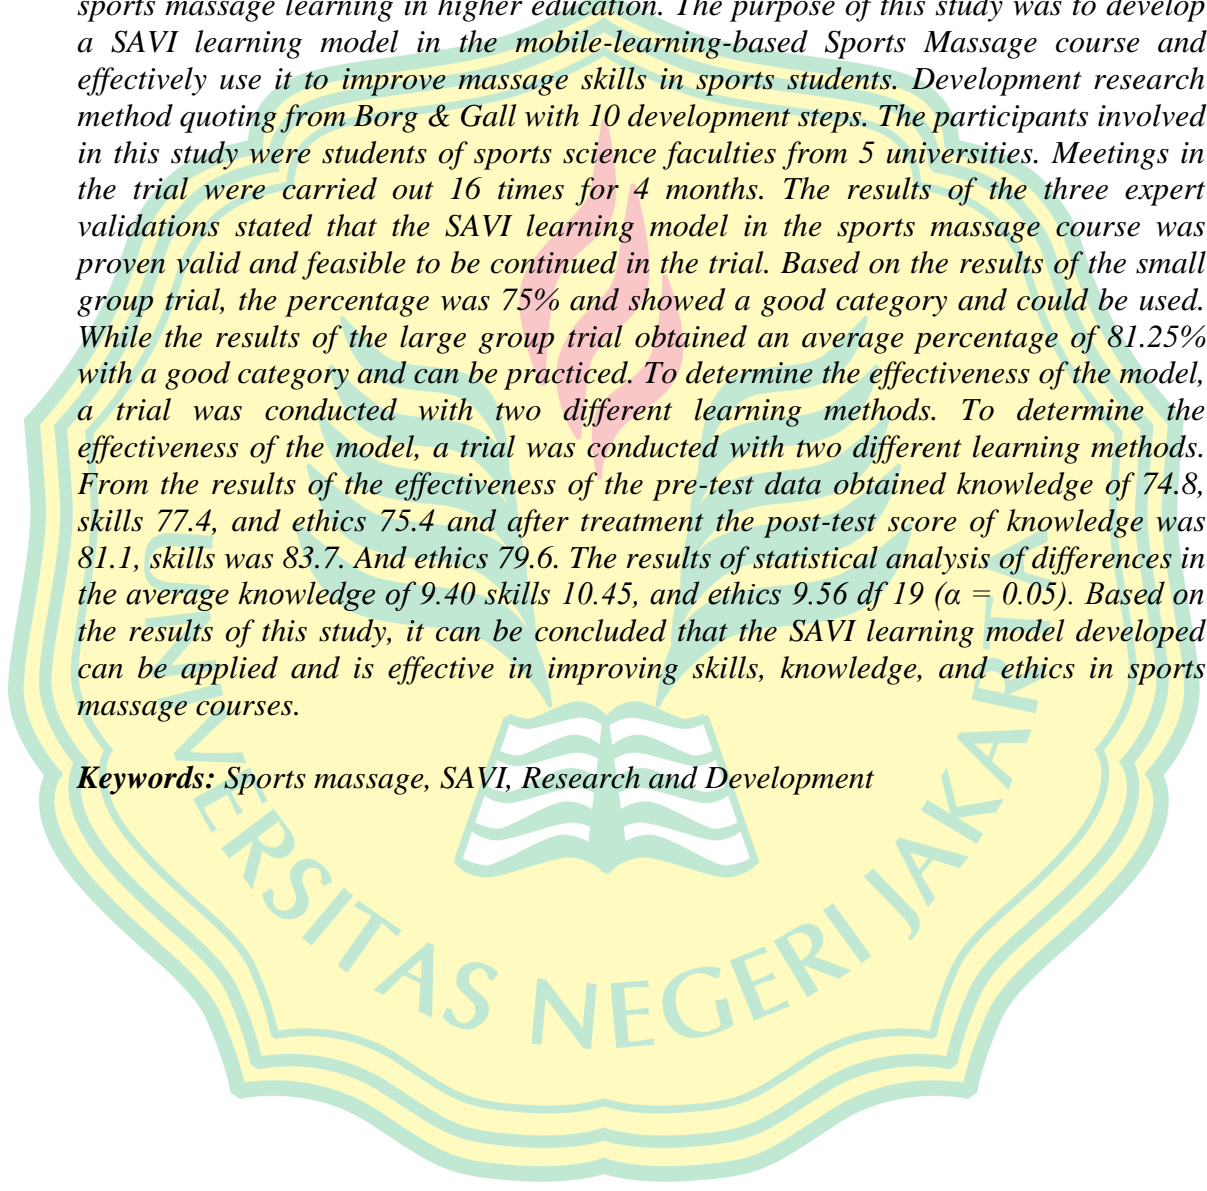 sports massage learning in higher education. The purpose of this study was to develop
a SAVI learning model in the mobile-learning-based Sports Massage course and
effectively use it to improve massage skills in sports students. Development research
method quoting from Borg & Gall with 10 development steps. The participants involved
in this study were students of sports science faculties from 5 universities. Meetings in
the trial were carried out 16 times for 4 months. The results of the three expert
validations stated that the SAVI learning model in the sports massage course was
proven valid and feasible to be continued in the trial. Based on the results of the small
group trial, the percentage was 75% and showed a good category and could be used.
While the results of the large group trial obtained an average percentage of 81.25%
with a good category and can be practiced. To determine the effectiveness of the model,
a trial was conducted with two different learning methods. To determine the
effectiveness of the model, a trial was conducted with two different learning methods.
From the results of the effectiveness of the pre-test data obtained knowledge of 74.8,
skills 77.4, and ethics 75.4 and after treatment the post-test score of knowledge was
81.1, skills was 83.7. And ethics 79.6. The results of statistical analysis of differences in
the average knowledge of 9.40 skills 10.45, and ethics 9.56 df 19 (α = 0.05). Based on
the results of this study, it can be concluded that the SAVI learning model developed
can be applied and is effective in improving skills, knowledge, and ethics in sports
massage courses.
Keywords: Sports massage, SAVI, Research and Development
UNIVERSITAS NEGERI JAKARTA